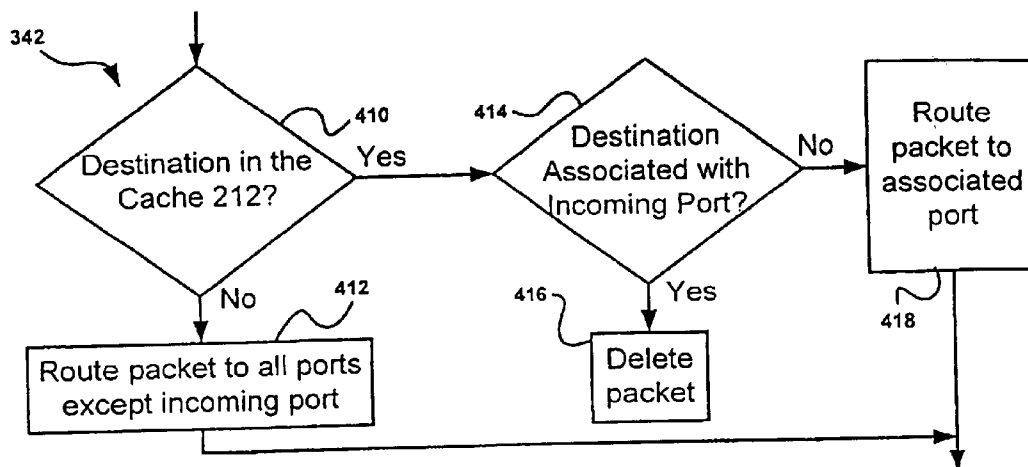 342
410
Destination in the
Cache 212?
Yes
No
412
Route packet to all ports
except incoming port
414
Destination
Associated with
Incoming Port?
No
Yes
416
Delete
packet
Route
packet to
associated
port
418